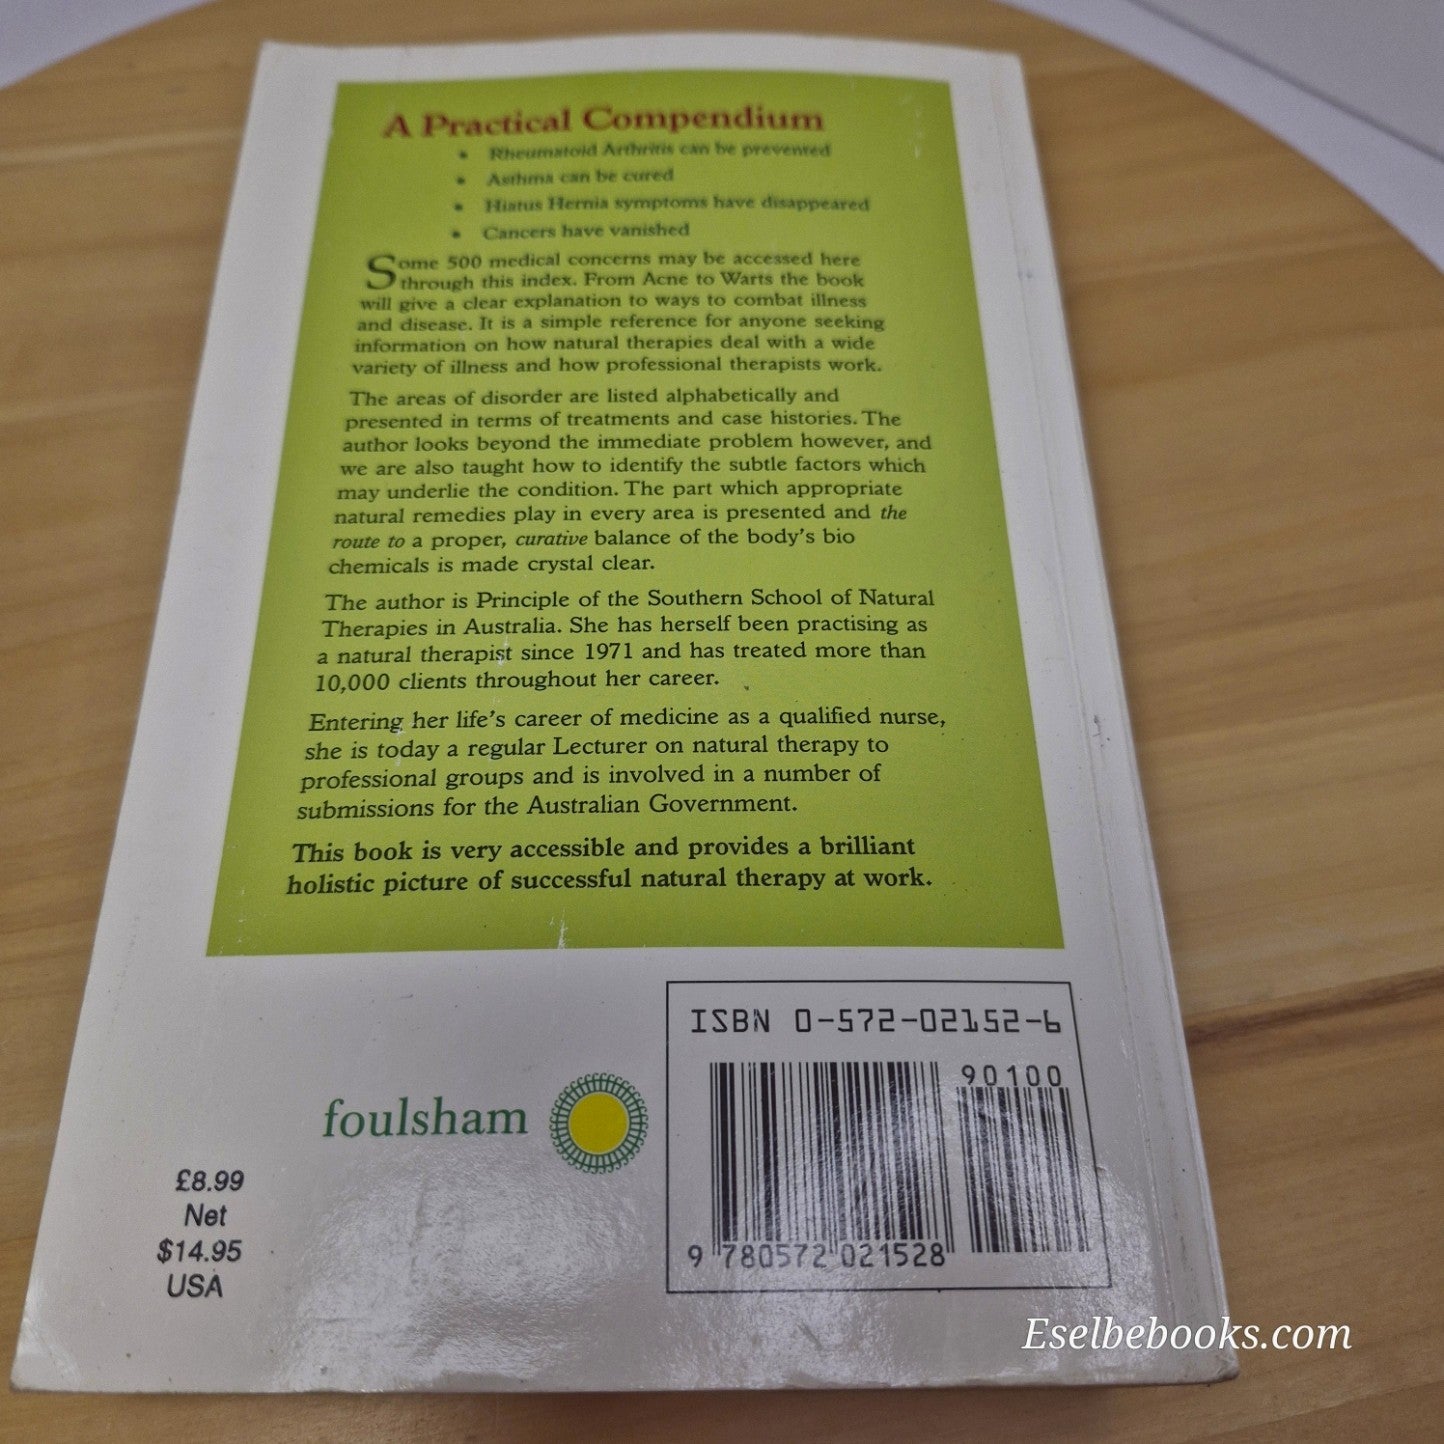 A Practical Compendium
• Rheumatoid Arthritis can be prevented
• Asthma can be cured
• Hiatus Hernia symptoms have disappeared
• Cancers have vanished
Some 500 medical concerns may be accessed here
through this index. From Acne to Warts the book
will give a clear explanation to ways to combat illness
and disease. It is a simple reference for anyone seeking
information on how natural therapies deal with a wide
variety of illness and how professional therapists work.
The areas of disorder are listed alphabetically and
presented in terms of treatments and case histories. The
author looks beyond the immediate problem however, and
we are also taught how to identify the subtle factors which
may underlie the condition. The part which appropriate
natural remedies play in every area is presented and the
route to a proper, curative balance of the body's bio
chemicals is made crystal clear.
The author is Principle of the Southern School of Natural
Therapies in Australia. She has herself been practising as
a natural therapist since 1971 and has treated more than
10,000 clients throughout her career.
Entering her life's career of medicine as a qualified nurse,
she is today a regular Lecturer on natural therapy to
professional groups and is involved in a number of
submissions for the Australian Government.
This book is very accessible and provides a brilliant
holistic picture of successful natural therapy at work.
ISBN 0-572-02152-6
90100
9 780572 021528
foulsham
£8.99
Net
$14.95
USA
Eselbebooks.com